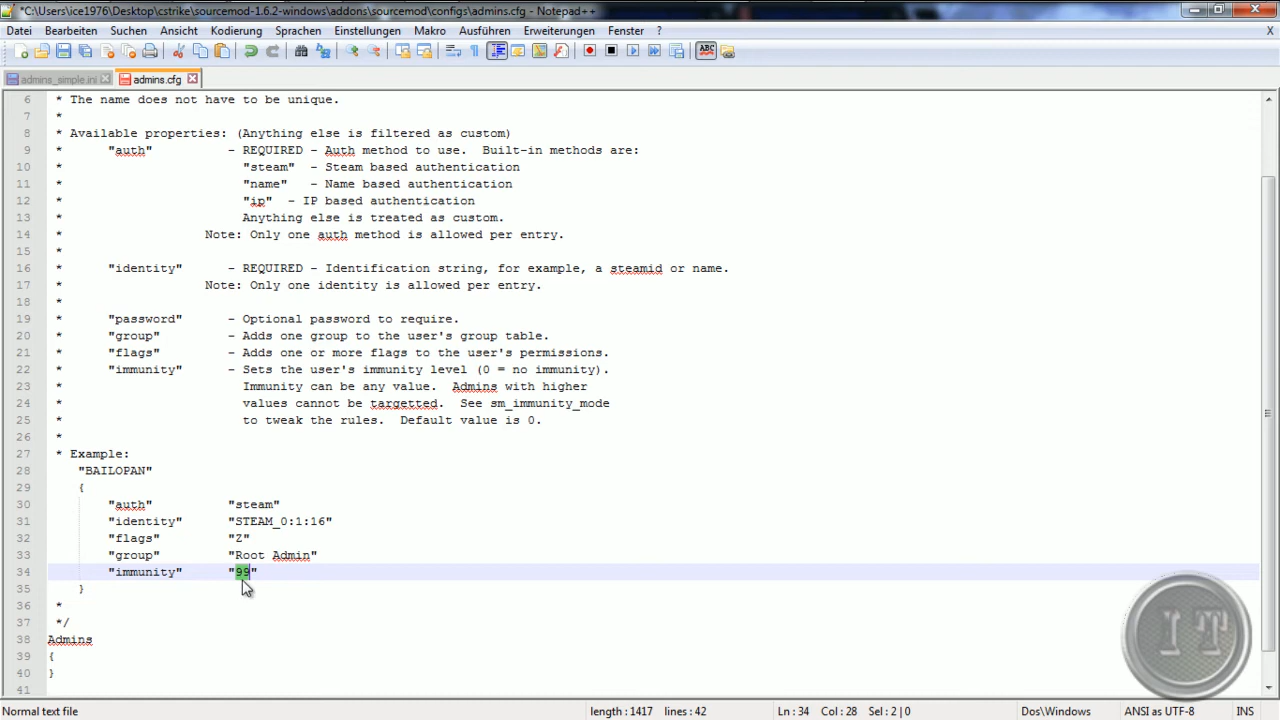 *C:\Users\ice1976\Desktop\cstrike\sourcemod-1.6.2-windows\addons\sourcemod\configs\admins.cfg - Notepad++
Datei Bearbeiten Suchen Ansicht Kodierung Sprachen Einstellungen Makro Ausführen Erweiterungen Fenster ? X
ABC
admins_simple.ini admins.cfg
6 * The name does not have to be unique.
7 *
8 * Available properties: (Anything else is filtered as custom)
9 * "auth" - REQUIRED - Auth method to use. Built-in methods are:
10 * "steam" - Steam based authentication
11 * "name" - Name based authentication
12 * "ip" - IP based authentication
13 * Anything else is treated as custom.
14 * Note: Only one auth method is allowed per entry.
15 *
16 * "identity" - REQUIRED - Identification string, for example, a steamid or name.
17 * Note: Only one identity is allowed per entry.
18 *
19 * "password" - Optional password to require.
20 * "group" - Adds one group to the user's group table.
21 * "flags" - Adds one or more flags to the user's permissions.
22 * "immunity" - Sets the user's immunity level (0 = no immunity).
23 * Immunity can be any value. Admins with higher
24 * values cannot be targetted. See sm_immunity_mode
25 * to tweak the rules. Default value is 0.
26 *
27 * Example:
28 "BAILOPAN"
29 {
30 "auth" "steam"
31 "identity" "STEAM_0:1:16"
32 "flags" "Z"
33 "group" "Root Admin"
34 "immunity" "99"
35 }
36 *
37 */
38 Admins
39 {
40 }
41
IT
Normal text file length : 1417 lines : 42 Ln : 34 Col : 28 Sel : 2 | 0 Dos\Windows ANSI as UTF-8 INS